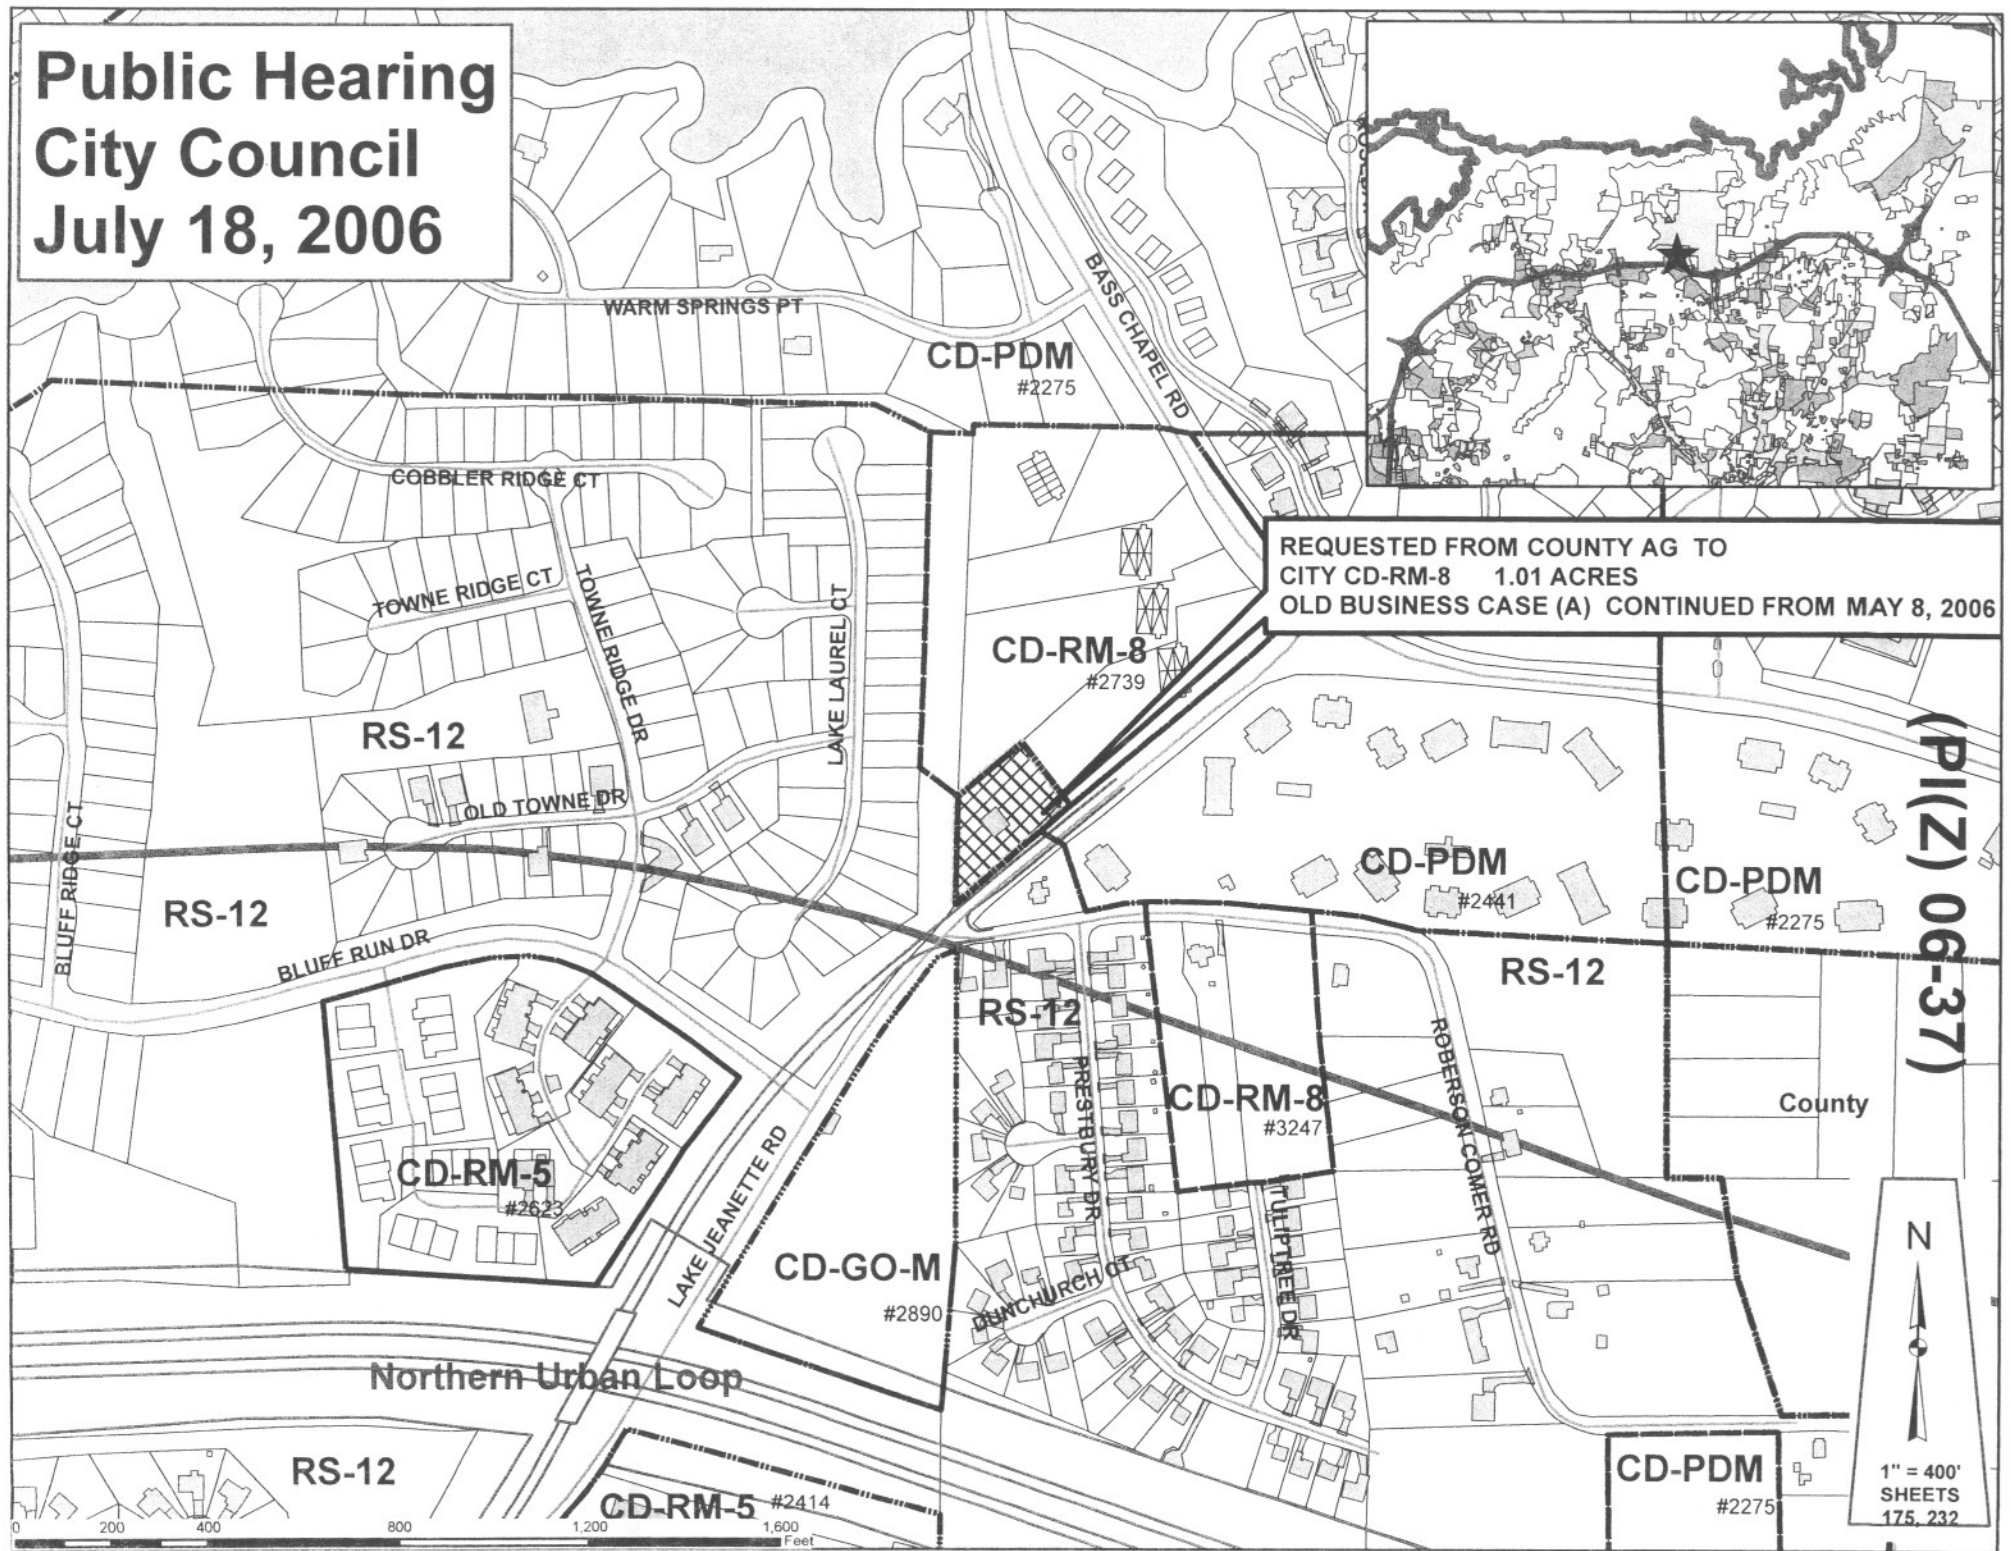 Public Hearing
City Council
July 18, 2006
WARM SPRINGS PT
BASS CHAPEL RD
CD-PDM
#2275
COBBLER RIDGE CT
REQUESTED FROM COUNTY AG TO
CITY CD-RM-8 1.01 ACRES
OLD BUSINESS CASE (A) CONTINUED FROM MAY 8, 2006
TOWNE RIDGE CT
TOWNE RIDGE DR
LAKE LAUREL CT
CD-RM-8
#2739
RS-12
OLD TOWNE DR
BLUFF RIDGE CT
(PI(Z) 06-37)
CD-PDM
#2441
CD-PDM
#2275
RS-12
BLUFF RUN DR
RS-12
RS-12
PRESTBURY DR
ROBERSON COMER RD
CD-RM-8
#3247
County
CD-RM-5
#2623
LAKE JEANETTE RD
CD-GO-M
#2890
DUNCHURCH CT
TULIPTREE DR
N
Northern Urban Loop
RS-12
CD-RM-5 #2414
CD-PDM
#2275
1" = 400'
SHEETS
175, 232
0 200 400 800 1,200 1,600
Feet